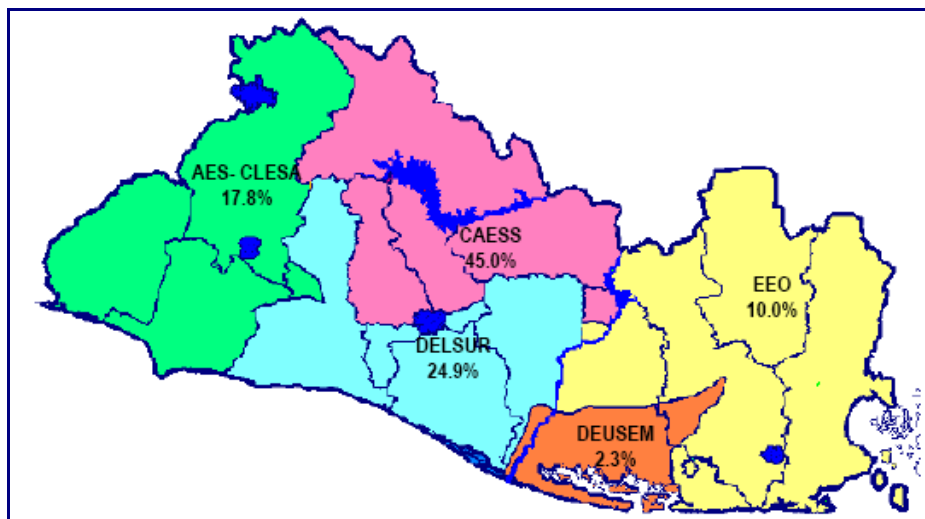 AES- CLESA
17.8%
CAESS
45.0%
EEO
10.0%
DELSUR
24.9%
DEUSEM
2.3%